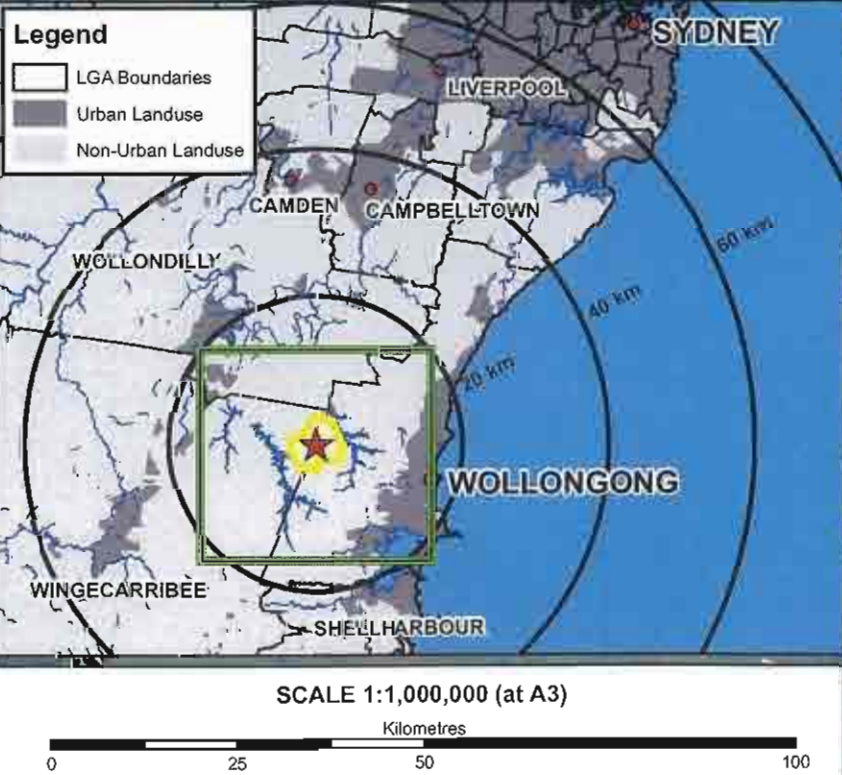 Legend
LGA Boundaries
Urban Landuse
Non-Urban Landuse
SYDNEY
LIVERPOOL
CAMDEN
CAMPBELLTOWN
WOLLONDILLY
60 km
40 km
20 km
WOLLONGONG
WINGECARRIBEE
SHELLHARBOUR
SCALE 1:1,000,000 (at A3)
Kilometres
0 25 50 100